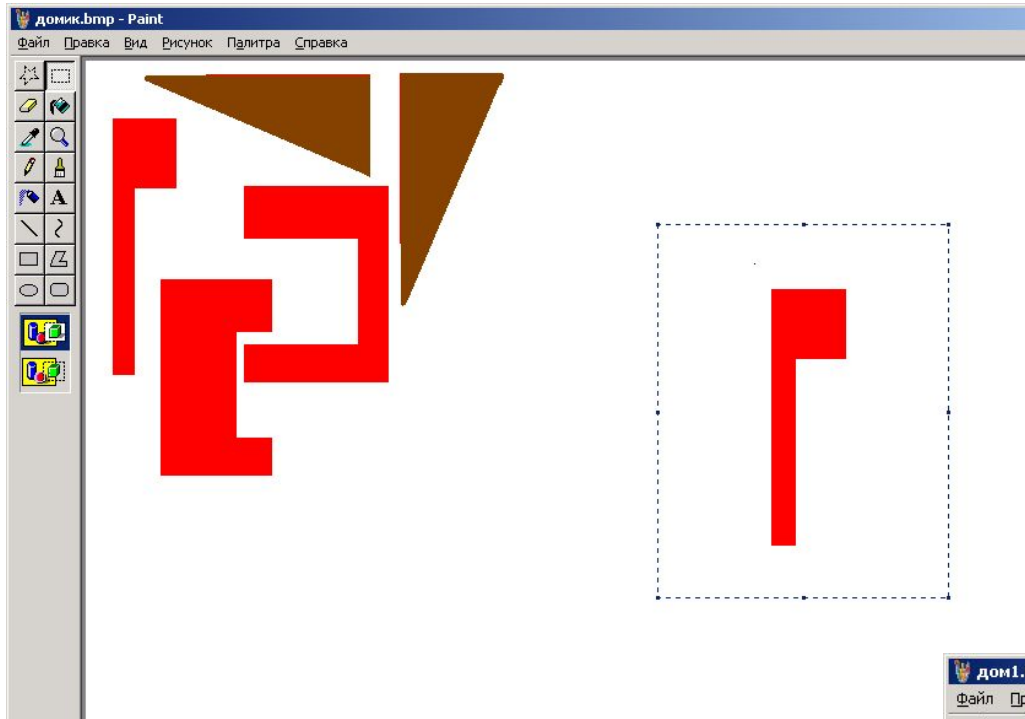 домик.bmp - Paint
Файл Правка Вид Рисунок Палитра Справка
A
дом1.
Файл